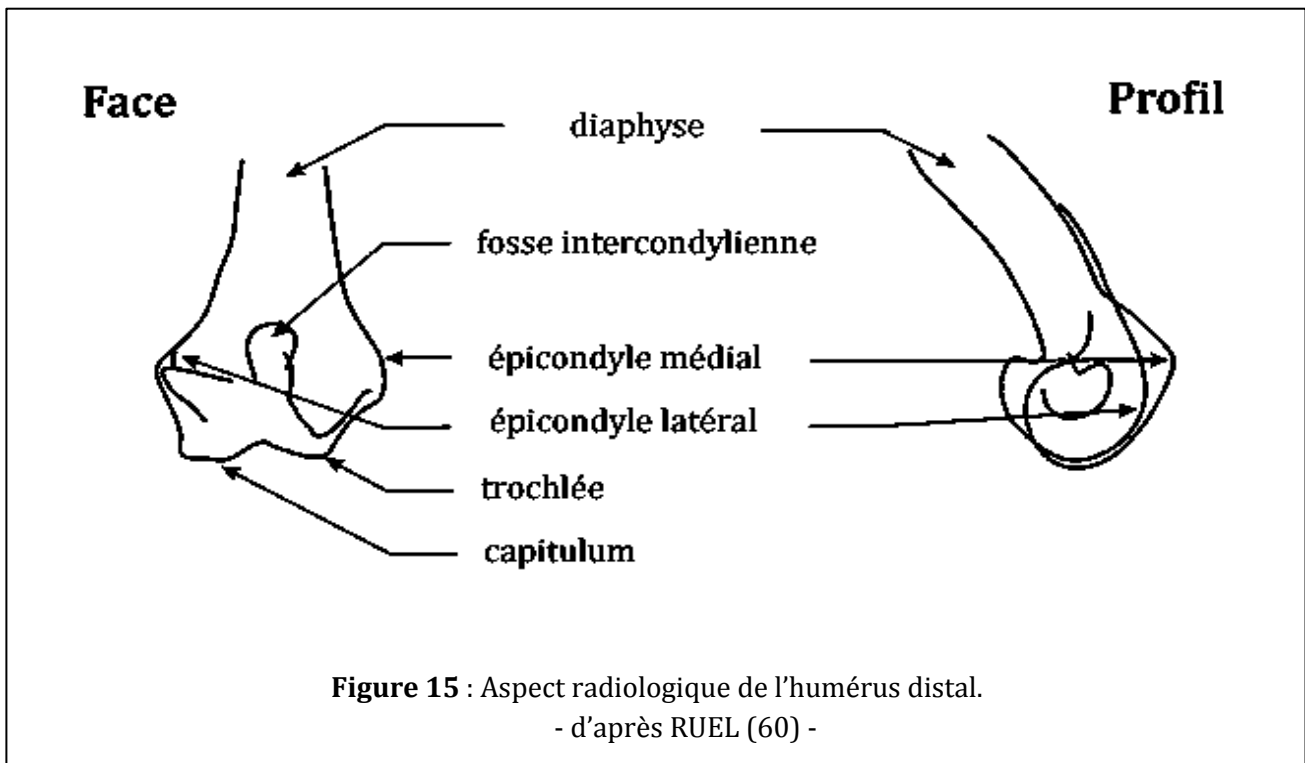 Face
Profil
diaphyse
fosse intercondylienne
épicondyle médial
épicondyle latéral
trochlée
capitulum
Figure 15 : Aspect radiologique de l’humérus distal.
- d’après RUEL (60) -